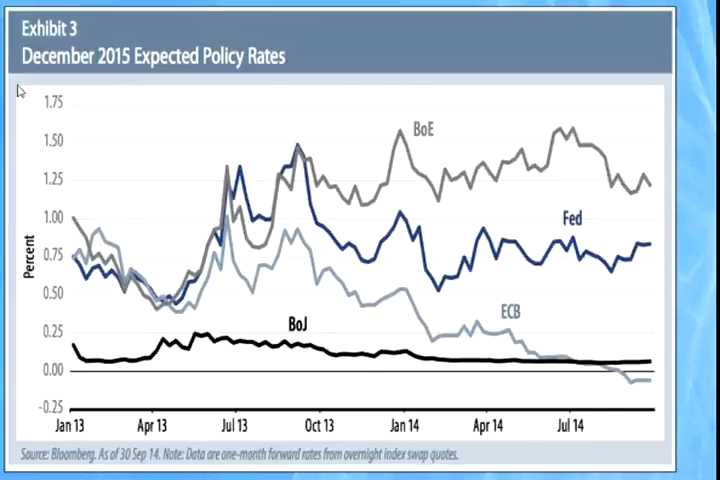 Exhibit 3
December 2015 Expected Policy Rates
Percent
1.75
1.50
1.25
1.00
0.75
0.50
0.25
0.00
-0.25
BoE
Fed
ECB
BoJ
Jan 13
Apr 13
Jul 13
Oct 13
Jan 14
Apr 14
Jul 14
Source: Bloomberg. As of 30 Sep 14. Note: Data are one-month forward rates from overnight index swap quotes.